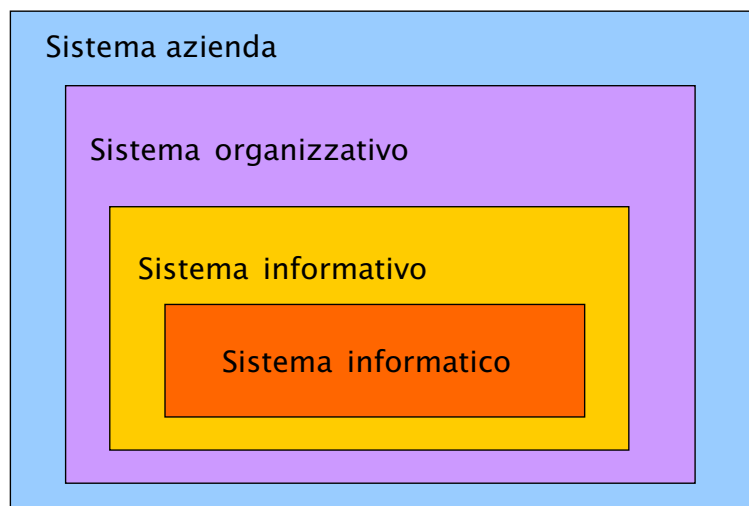 Sistema azienda
Sistema organizzativo
Sistema informativo
Sistema informatico